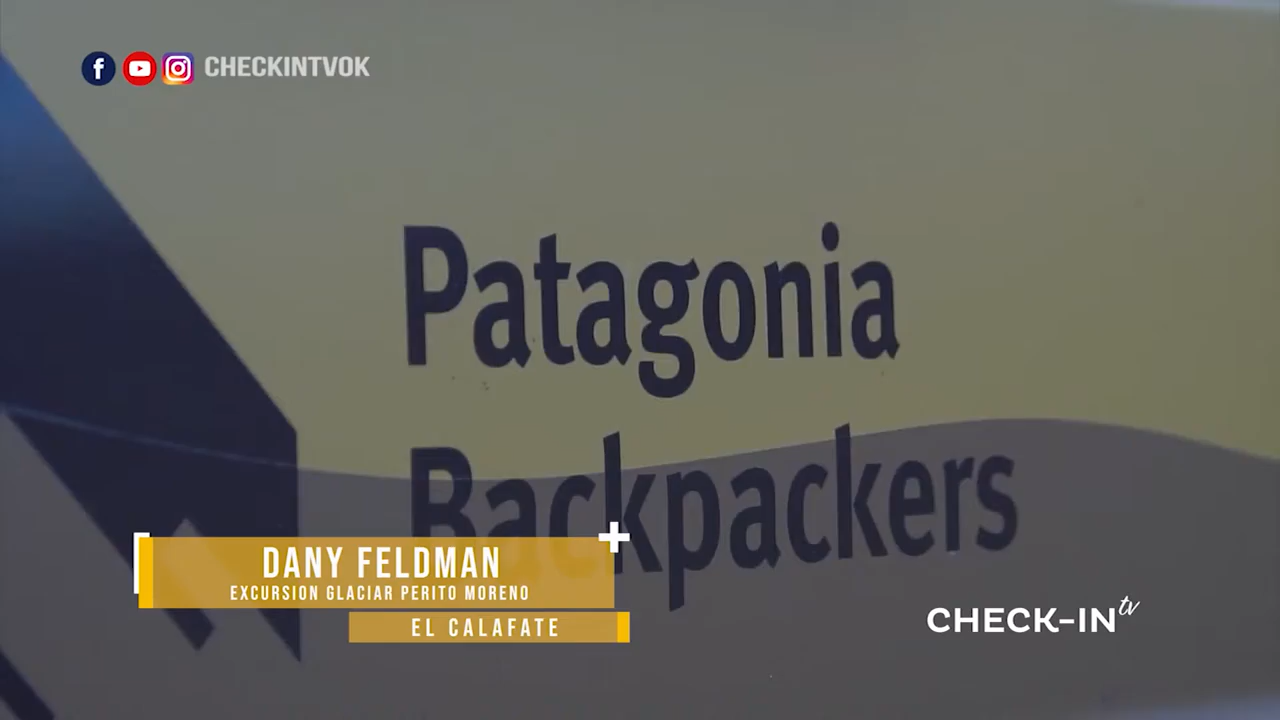 CHECKINTVOK
Patagonia
Backpackers
DANY FELDMAN
EXCURSION GLACIAR PERITO MORENO
EL CALAFATE
CHECK-IN tv